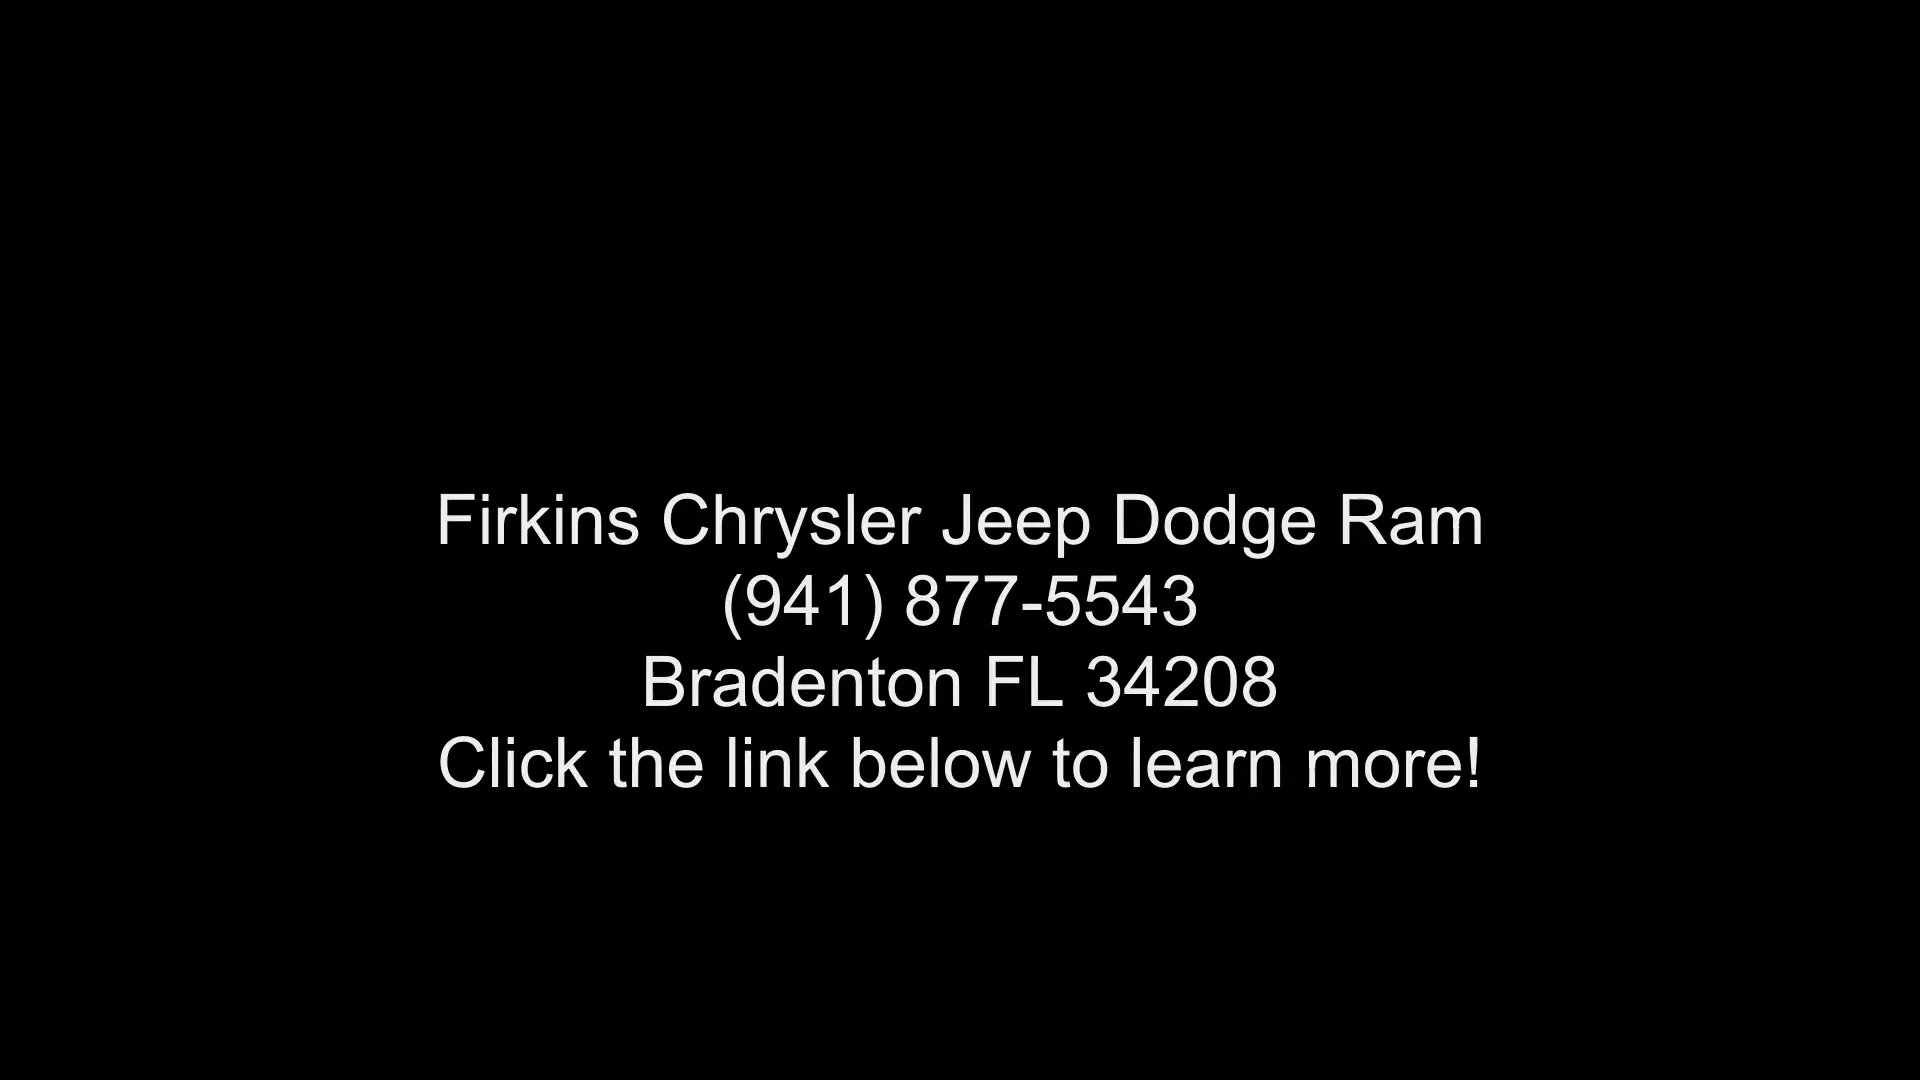 Firkins Chrysler Jeep Dodge Ram
(941) 877-5543
Bradenton FL 34208
Click the link below to learn more!